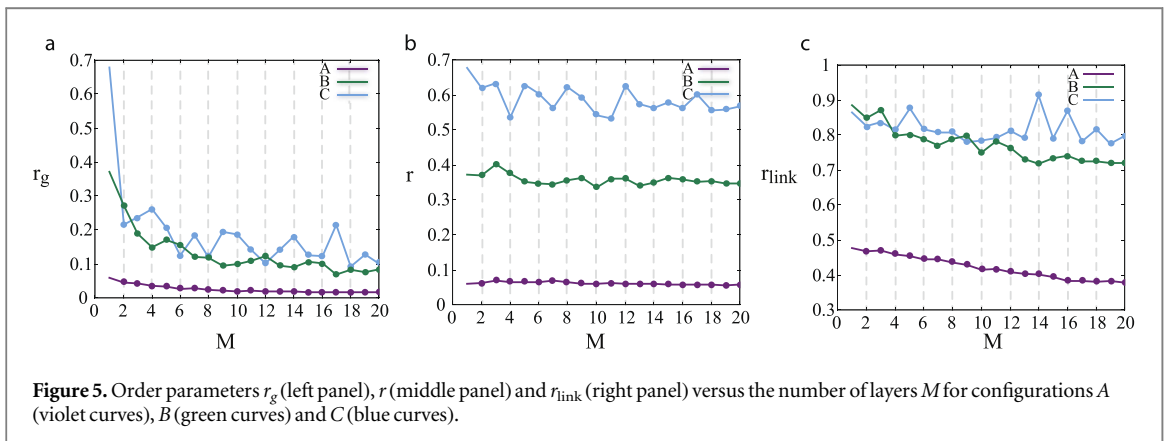 a
0.7
0.6
0.5
0.4
0.3
0.2
0.1
0
0 2 4 6 8 10 12 14 16 18 20
r_g
M
A
B
C
b
0.7
0.6
0.5
0.4
0.3
0.2
0.1
0
0 2 4 6 8 10 12 14 16 18 20
r
M
A
B
C
c
1
0.9
0.8
0.7
0.6
0.5
0.4
0.3
0 2 4 6 8 10 12 14 16 18 20
r_link
M
A
B
C
Figure 5. Order parameters r_g (left panel), r (middle panel) and r_link (right panel) versus the number of layers M for configurations A
(violet curves), B (green curves) and C (blue curves).